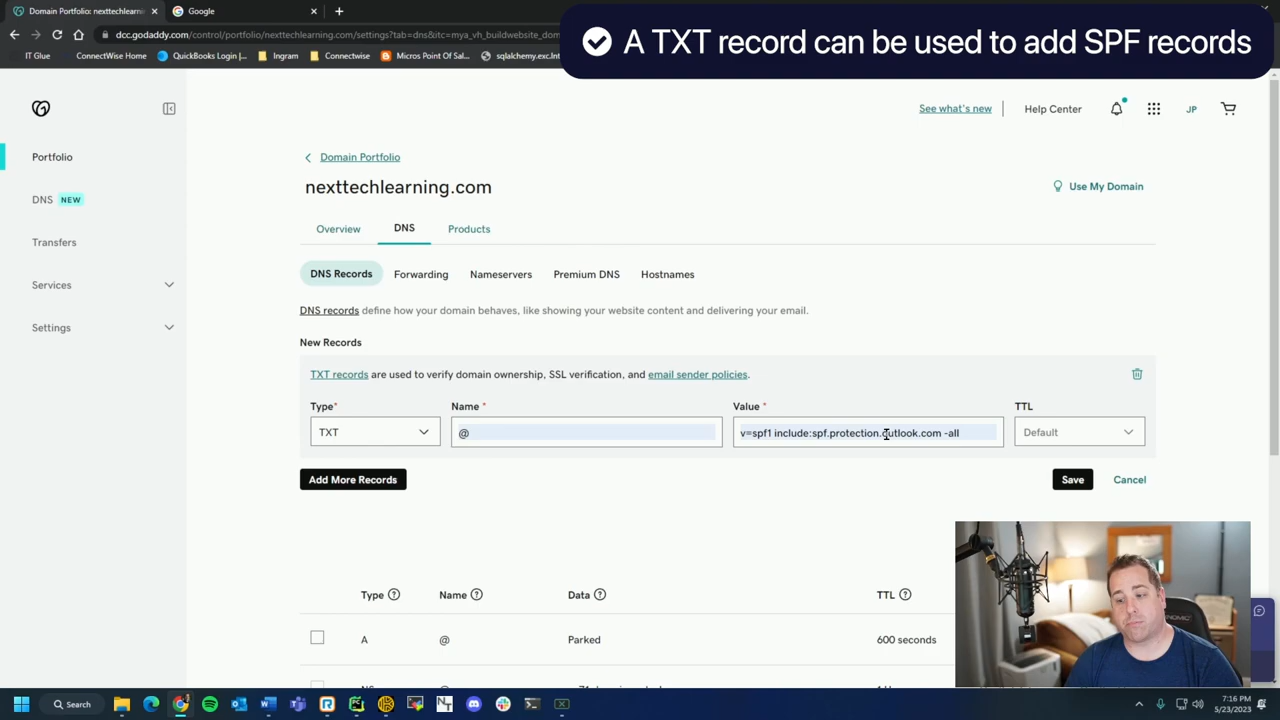 Domain Portfolio
Google
dcc.godaddy.com/control/portfolio/nexttechlearning.com/settings?tab=dns&itc=mya_vh_buildwebsite_dom
A TXT record can be used to add SPF records
IT Glue
ConnectWise Home
QuickBooks Login |...
Ingram
Connectwise
Micros Point Of Sal...
sqlalchemy.exc.Int
See what's new
Help Center
JP
Portfolio
DNS NEW
Transfers
Services
Settings
Domain Portfolio
nexttechlearning.com
Use My Domain
Overview
DNS
Products
DNS Records
Forwarding
Nameservers
Premium DNS
Hostnames
DNS records define how your domain behaves, like showing your website content and delivering your email.
New Records
TXT records are used to verify domain ownership, SSL verification, and email sender policies.
Type*
Name *
Value *
TTL
TXT
@
v=spf1 include:spf.protection.outlook.com -all
Default
Add More Records
Save
Cancel
Type
Name
Data
TTL
A
@
Parked
600 seconds
Search
7:16 PM
5/23/2023